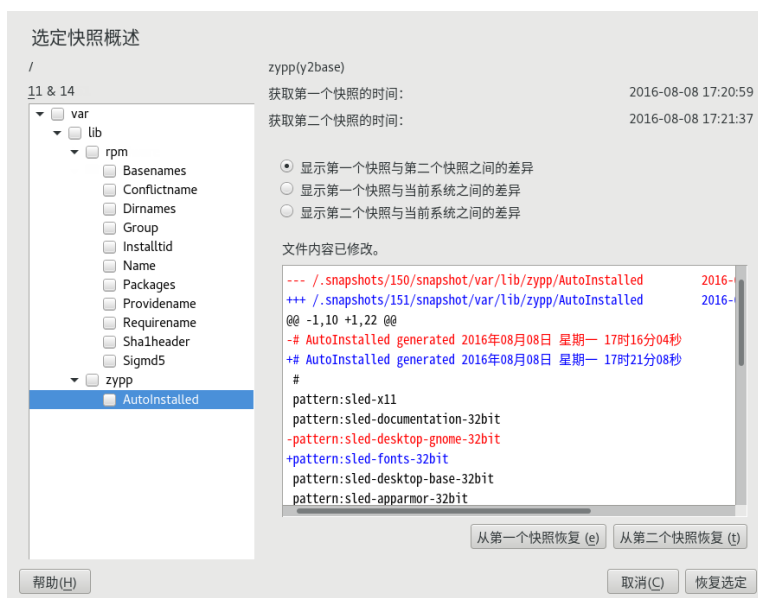 选定快照概述
/
zypp(y2base)
11 & 14
获取第一个快照的时间:
2016-08-08 17:20:59
获取第二个快照的时间:
2016-08-08 17:21:37
var
lib
rpm
Basenames
Conflictname
Dirnames
Group
Installtid
Name
Packages
Providename
Requirename
Sha1header
Sigmd5
zypp
AutoInstalled
显示第一个快照与第二个快照之间的差异
显示第一个快照与当前系统之间的差异
显示第二个快照与当前系统之间的差异
文件内容已修改。
--- /.snapshots/150/snapshot/var/lib/zypp/AutoInstalled 2016-
+++ /.snapshots/151/snapshot/var/lib/zypp/AutoInstalled 2016-
@@ -1,10 +1,22 @@
-# AutoInstalled generated 2016年08月08日 星期一 17时16分04秒
+# AutoInstalled generated 2016年08月08日 星期一 17时21分08秒
#
pattern:sled-x11
pattern:sled-documentation-32bit
-pattern:sled-desktop-gnome-32bit
+pattern:sled-fonts-32bit
pattern:sled-desktop-base-32bit
pattern:sled-apparmor-32bit
从第一个快照恢复 (e)
从第二个快照恢复 (t)
帮助(H)
取消(C)
恢复选定